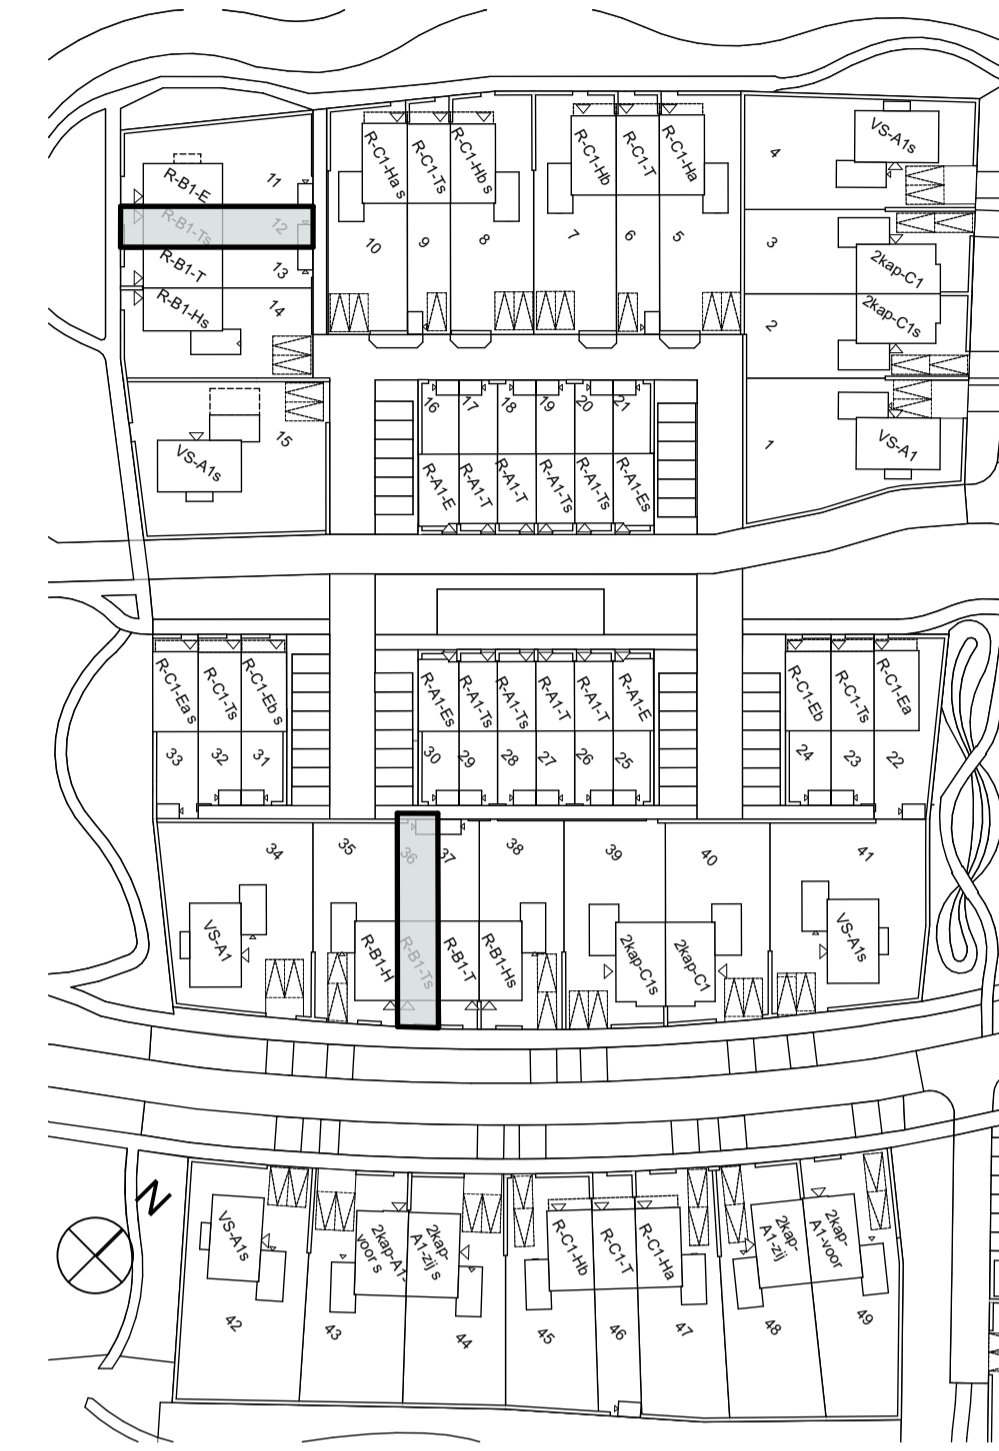 VS-A1s
4
R-C1-Ha s
R-C1-Ts
R-C1-Hb s
R-C1-Hb
R-C1-T
R-C1-Ha
R-B1-E
11
R-B1-Ts
12
R-B1-T
13
R-B1-Hs
14
10
9
8
7
6
5
3
2kap-C1
2
2kap-C1s
1
VS-A1
15
VS-A1s
16
17
18
19
20
21
R-A1-E
R-A1-T
R-A1-T
R-A1-Ts
R-A1-Ts
R-A1-Es
R-C1-Ea s
R-C1-Ts
R-C1-Eb s
R-A1-Es
R-A1-Ts
R-A1-Ts
R-A1-T
R-A1-T
R-A1-E
R-C1-Eb
R-C1-Ts
R-C1-Ea
33
32
31
30
29
28
27
26
25
24
23
22
34
35
36
37
38
39
40
41
VS-A1
R-B1-H
R-B1-Ts
R-B1-T
R-B1-Hs
2kap-C1s
2kap-C1
VS-A1s
N
VS-A1s
2kap-A1-
voor s
2kap-
A1-zij s
R-C1-Hb
R-C1-T
R-C1-Ha
2kap-
A1-zij
2kap-
A1-voor
42
43
44
45
46
47
48
49